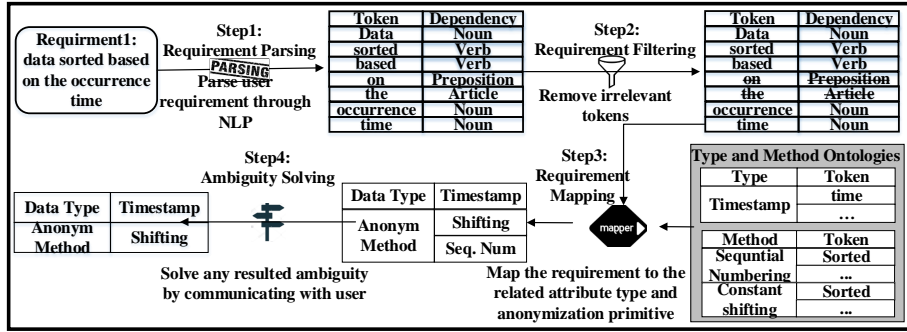 Requirment1:
data sorted based
on the occurrence
time
Step1:
Requirement Parsing
PARSING
Parse user
requirement through
NLP
Token Dependency
Data Noun
sorted Verb
based Verb
on Preposition
the Article
occurrence Noun
time Noun
Step2:
Requirement Filtering
Remove irrelevant
tokens
Token Dependency
Data Noun
sorted Verb
based Verb
on Preposition
the Article
occurrence Noun
time Noun
Type and Method Ontologies
Type Token
Timestamp time
...
Method Token
Sequntial Numbering Sorted
...
Constant shifting Sorted
...
Step3:
Requirement
Mapping
mapper
Map the requirement to the
related attribute type and
anonymization primitive
Data Type Timestamp
Anonym Method Shifting
Seq. Num
Step4:
Ambiguity Solving
Solve any resulted ambiguity
by communicating with user
Data Type Timestamp
Anonym Method Shifting